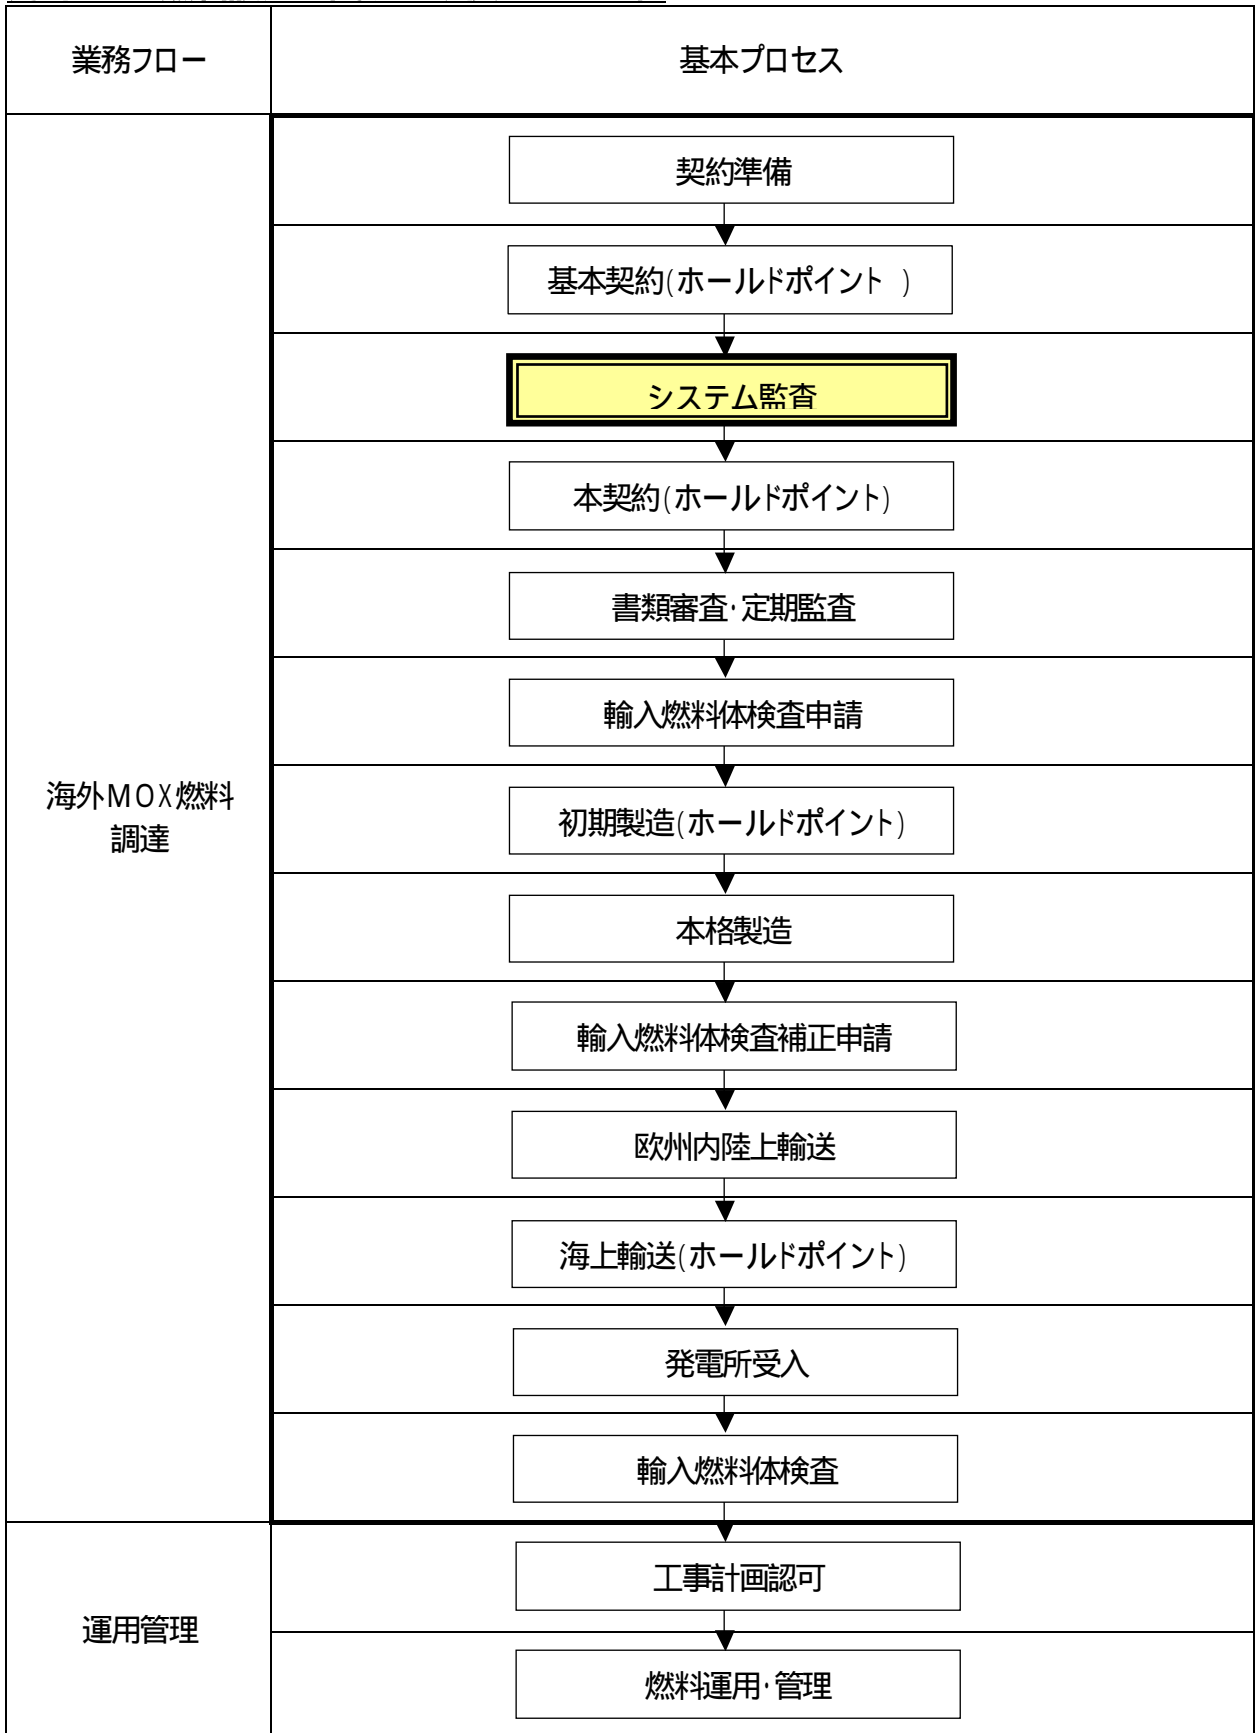 業務フロー
基本プロセス
契約準備
基本契約(ホールドポイント )
システム監査
本契約(ホールドポイント)
書類審査・定期監査
輸入燃料体検査申請
初期製造(ホールドポイント)
本格製造
輸入燃料体検査補正申請
欧州内陸上輸送
海上輸送(ホールドポイント)
発電所受入
輸入燃料体検査
海外MOX燃料
調達
工事計画認可
燃料運用・管理
運用管理